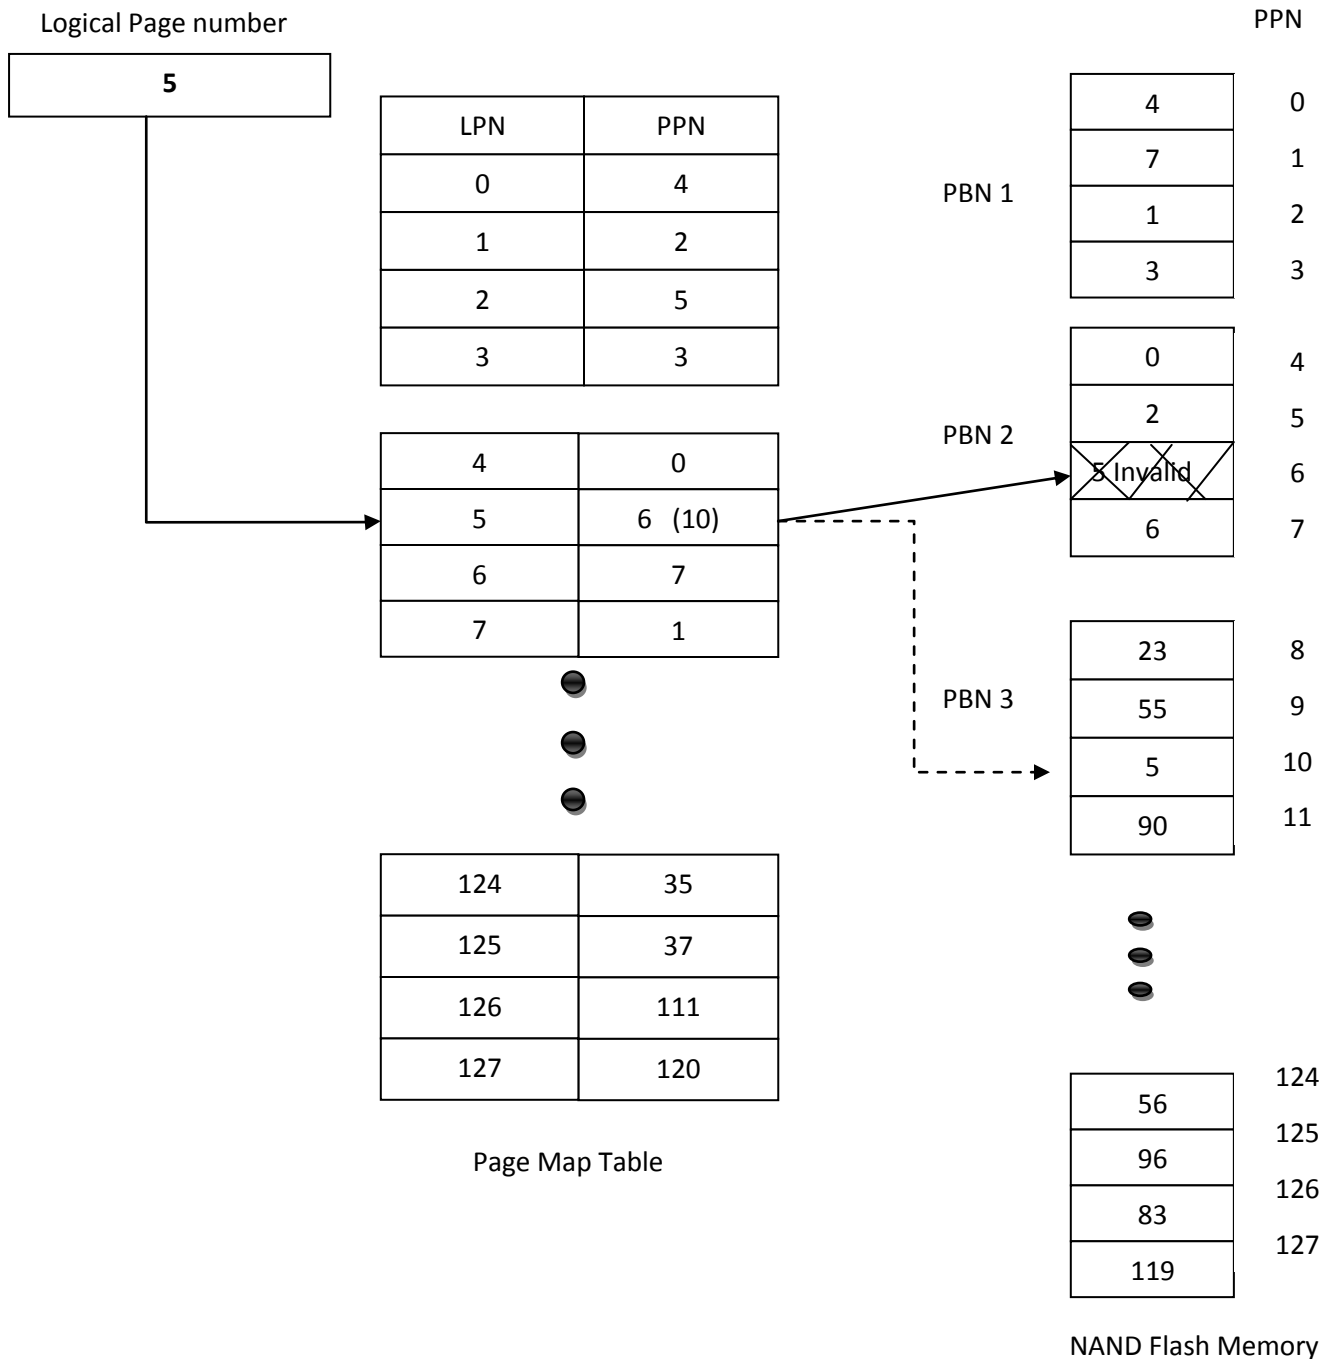 Logical Page number
5
LPN PPN
0 4
1 2
2 5
3 3
4 0
5 6 (10)
6 7
7 1
124 35
125 37
126 111
127 120
Page Map Table
PPN
PBN 1
4 0
7 1
1 2
3 3
PBN 2
0 4
2 5
5 Invalid 6
6 7
PBN 3
23 8
55 9
5 10
90 11
56 124
96 125
83 126
119 127
NAND Flash Memory